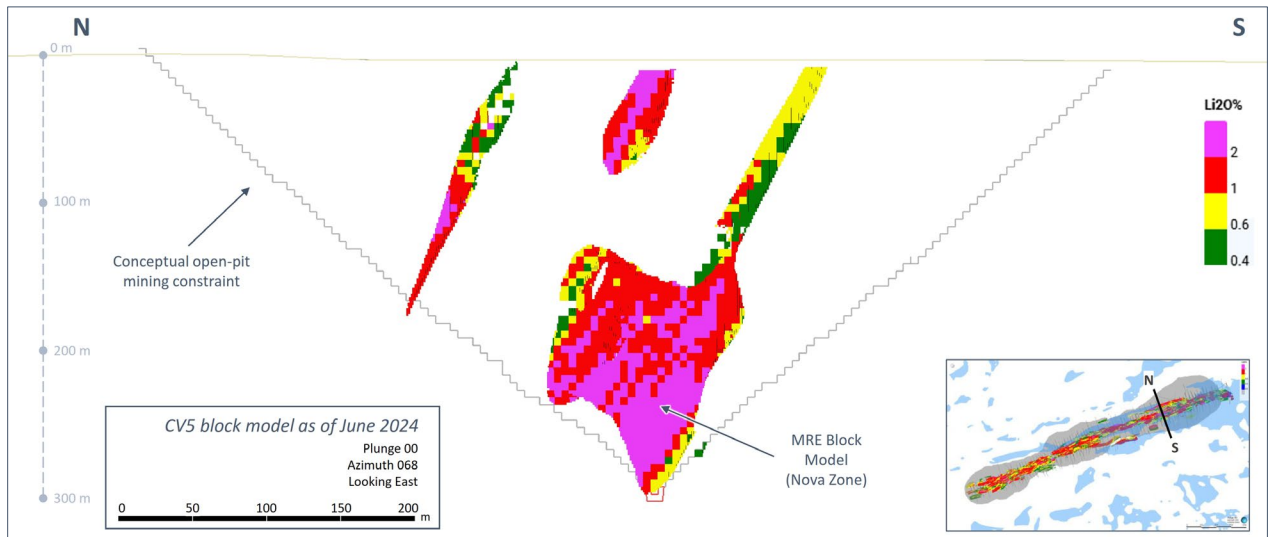 N
S
0 m
Li20%
2
1
0.6
0.4
100 m
Conceptual open-pit
mining constraint
200 m
N
S
CV5 block model as of June 2024
Plunge 00
Azimuth 068
Looking East
MRE Block
Model
(Nova Zone)
300 m
0 50 100 150 200 m